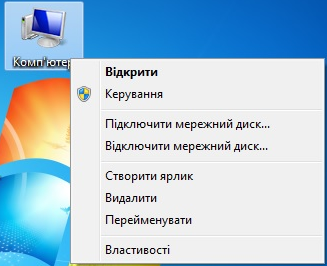 Комп'ютер
Відкрити
Керування
Підключити мережний диск...
Відключити мережний диск...
Створити ярлик
Видалити
Перейменувати
Властивості